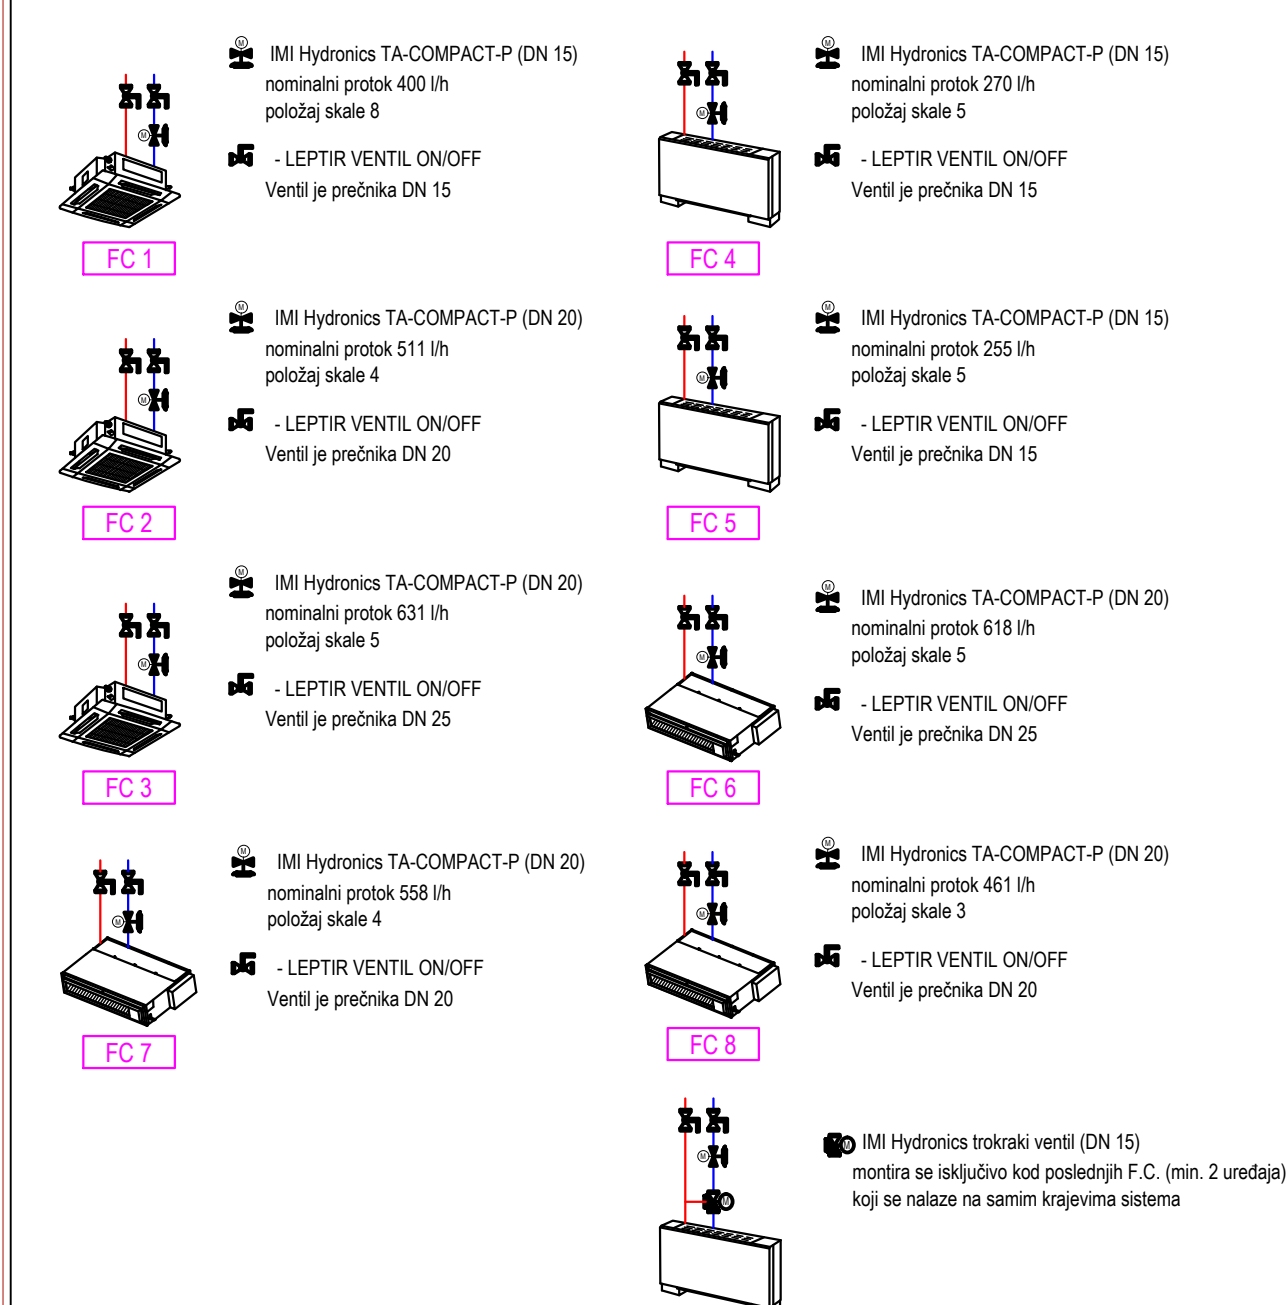 M IMI Hydronics TA-COMPACT-P (DN 15)
nominalni protok 400 l/h
položaj skale 8
M
- LEPTIR VENTIL ON/OFF
Ventil je prečnika DN 15
FC 1
M IMI Hydronics TA-COMPACT-P (DN 15)
nominalni protok 270 l/h
položaj skale 5
M
- LEPTIR VENTIL ON/OFF
Ventil je prečnika DN 15
FC 4
M IMI Hydronics TA-COMPACT-P (DN 20)
nominalni protok 511 l/h
položaj skale 4
M
- LEPTIR VENTIL ON/OFF
Ventil je prečnika DN 20
FC 2
M IMI Hydronics TA-COMPACT-P (DN 15)
nominalni protok 255 l/h
položaj skale 5
M
- LEPTIR VENTIL ON/OFF
Ventil je prečnika DN 15
FC 5
M IMI Hydronics TA-COMPACT-P (DN 20)
nominalni protok 631 l/h
položaj skale 5
M
- LEPTIR VENTIL ON/OFF
Ventil je prečnika DN 25
FC 3
M IMI Hydronics TA-COMPACT-P (DN 20)
nominalni protok 618 l/h
položaj skale 5
M
- LEPTIR VENTIL ON/OFF
Ventil je prečnika DN 25
FC 6
M IMI Hydronics TA-COMPACT-P (DN 20)
nominalni protok 558 l/h
položaj skale 4
M
- LEPTIR VENTIL ON/OFF
Ventil je prečnika DN 20
FC 7
M IMI Hydronics TA-COMPACT-P (DN 20)
nominalni protok 461 l/h
položaj skale 3
M
- LEPTIR VENTIL ON/OFF
Ventil je prečnika DN 20
FC 8
M
M
M IMI Hydronics trokraki ventil (DN 15)
montira se isključivo kod poslednjih F.C. (min. 2 uređaja)
koji se nalaze na samim krajevima sistema